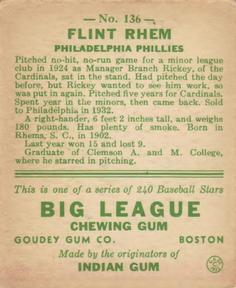 — No. 136 —
FLINT RHEM
PHILADELPHIA PHILLIES
Pitched no-hit, no-run game for a minor league
club in 1924 as Manager Branch Rickey, of the
Cardinals, sat in the stand. Had pitched the day
before, but Rickey wanted to see him work, so
was put in again. Pitched five years for Cardinals.
Spent year in the minors, then came back. Sold
to Philadelphia in 1932.
A right-hander, 6 feet 2 inches tall, and weighs
180 pounds. Has plenty of smoke. Born in
Rhems, S. C., in 1902.
Last year won 15 and lost 9.
Graduate of Clemson A. and M. College,
where he starred in pitching.
This is one of a series of 240 Baseball Stars
BIG LEAGUE
CHEWING GUM
GOUDEY GUM CO. BOSTON
Made by the originators of
INDIAN GUM